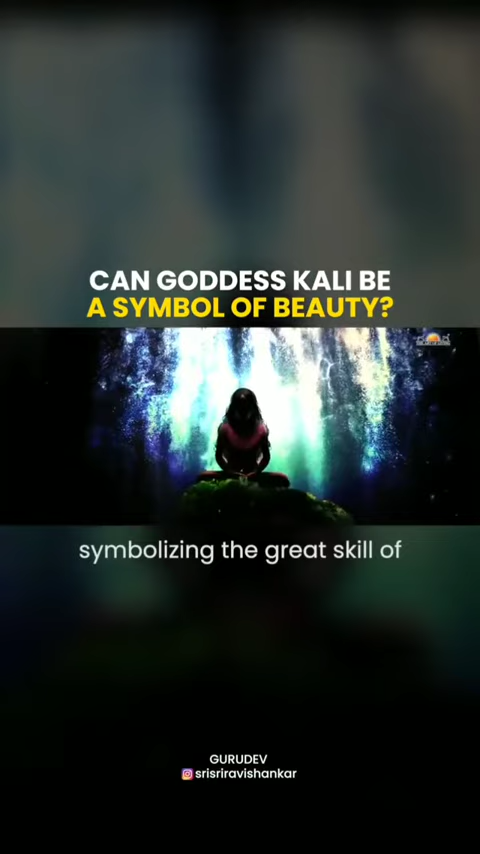 CAN GODDESS KALI BE
A SYMBOL OF BEAUTY?
symbolizing the great skill of
GURUDEV
srisriravishankar